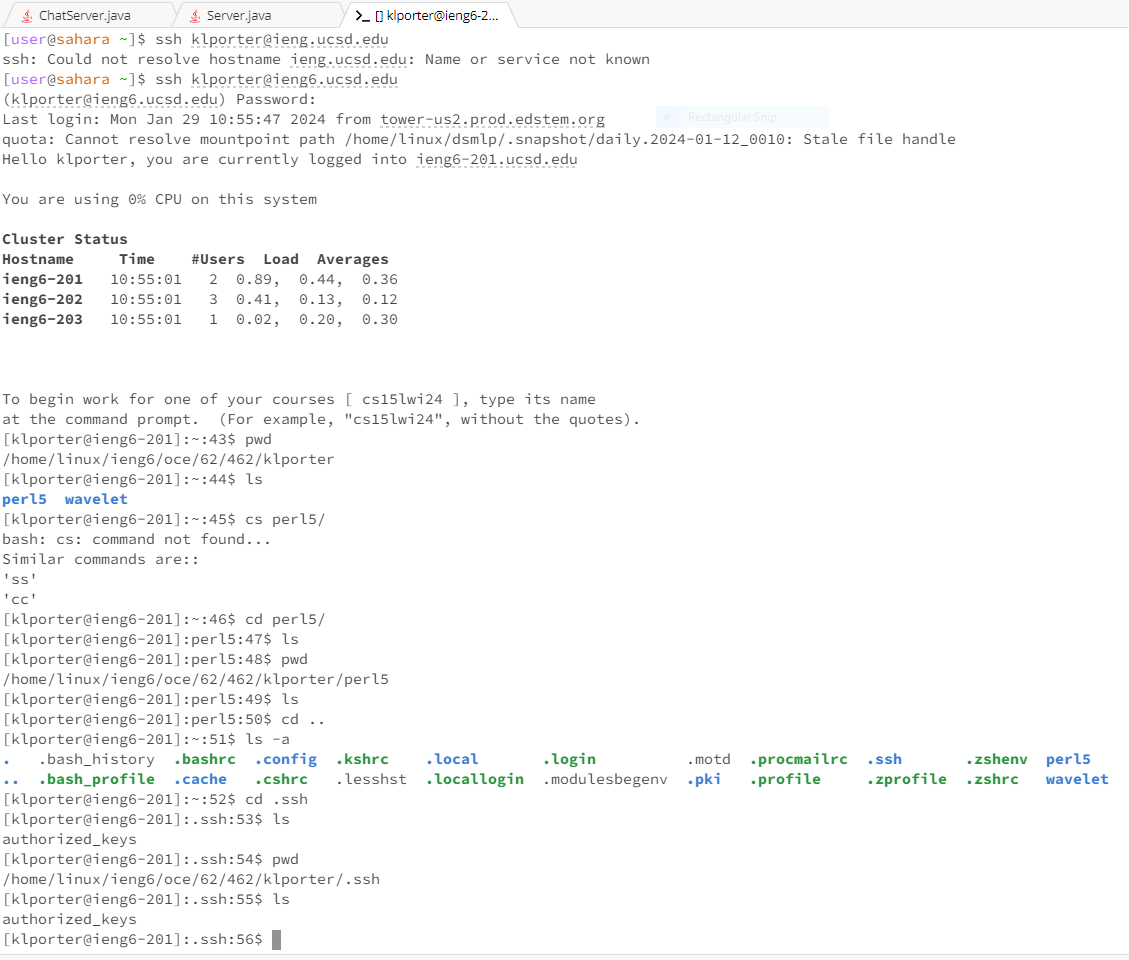 ChatServer.java Server.java >_ [] klporter@ieng6-2...
[user@sahara ~]$ ssh klporter@ieng.ucsd.edu
ssh: Could not resolve hostname ieng.ucsd.edu: Name or service not known
[user@sahara ~]$ ssh klporter@ieng6.ucsd.edu
(klporter@ieng6.ucsd.edu) Password:
Last login: Mon Jan 29 10:55:47 2024 from tower-us2.prod.edstem.org
Rectangular Snip
quota: Cannot resolve mountpoint path /home/linux/dsmlp/.snapshot/daily.2024-01-12_0010: Stale file handle
Hello klporter, you are currently logged into ieng6-201.ucsd.edu
You are using 0% CPU on this system
Cluster Status
Hostname     Time    #Users  Load  Averages
ieng6-201   10:55:01   2  0.89,  0.44,  0.36
ieng6-202   10:55:01   3  0.41,  0.13,  0.12
ieng6-203   10:55:01   1  0.02,  0.20,  0.30
To begin work for one of your courses [ cs15lwi24 ], type its name
at the command prompt.  (For example, "cs15lwi24", without the quotes).
[klporter@ieng6-201]:~:43$ pwd
/home/linux/ieng6/oce/62/462/klporter
[klporter@ieng6-201]:~:44$ ls
perl5  wavelet
[klporter@ieng6-201]:~:45$ cs perl5/
bash: cs: command not found...
Similar commands are::
'ss'
'cc'
[klporter@ieng6-201]:~:46$ cd perl5/
[klporter@ieng6-201]:perl5:47$ ls
[klporter@ieng6-201]:perl5:48$ pwd
/home/linux/ieng6/oce/62/462/klporter/perl5
[klporter@ieng6-201]:perl5:49$ ls
[klporter@ieng6-201]:perl5:50$ cd ..
[klporter@ieng6-201]:~:51$ ls -a
.   .bash_history  .bashrc  .config  .kshrc    .local       .login           .motd  .procmailrc  .ssh       .zshenv  perl5
..  .bash_profile  .cache   .cshrc   .lesshst  .locallogin  .modulesbegenv  .pki   .profile     .zprofile  .zshrc   wavelet
[klporter@ieng6-201]:~:52$ cd .ssh
[klporter@ieng6-201]:.ssh:53$ ls
authorized_keys
[klporter@ieng6-201]:.ssh:54$ pwd
/home/linux/ieng6/oce/62/462/klporter/.ssh
[klporter@ieng6-201]:.ssh:55$ ls
authorized_keys
[klporter@ieng6-201]:.ssh:56$